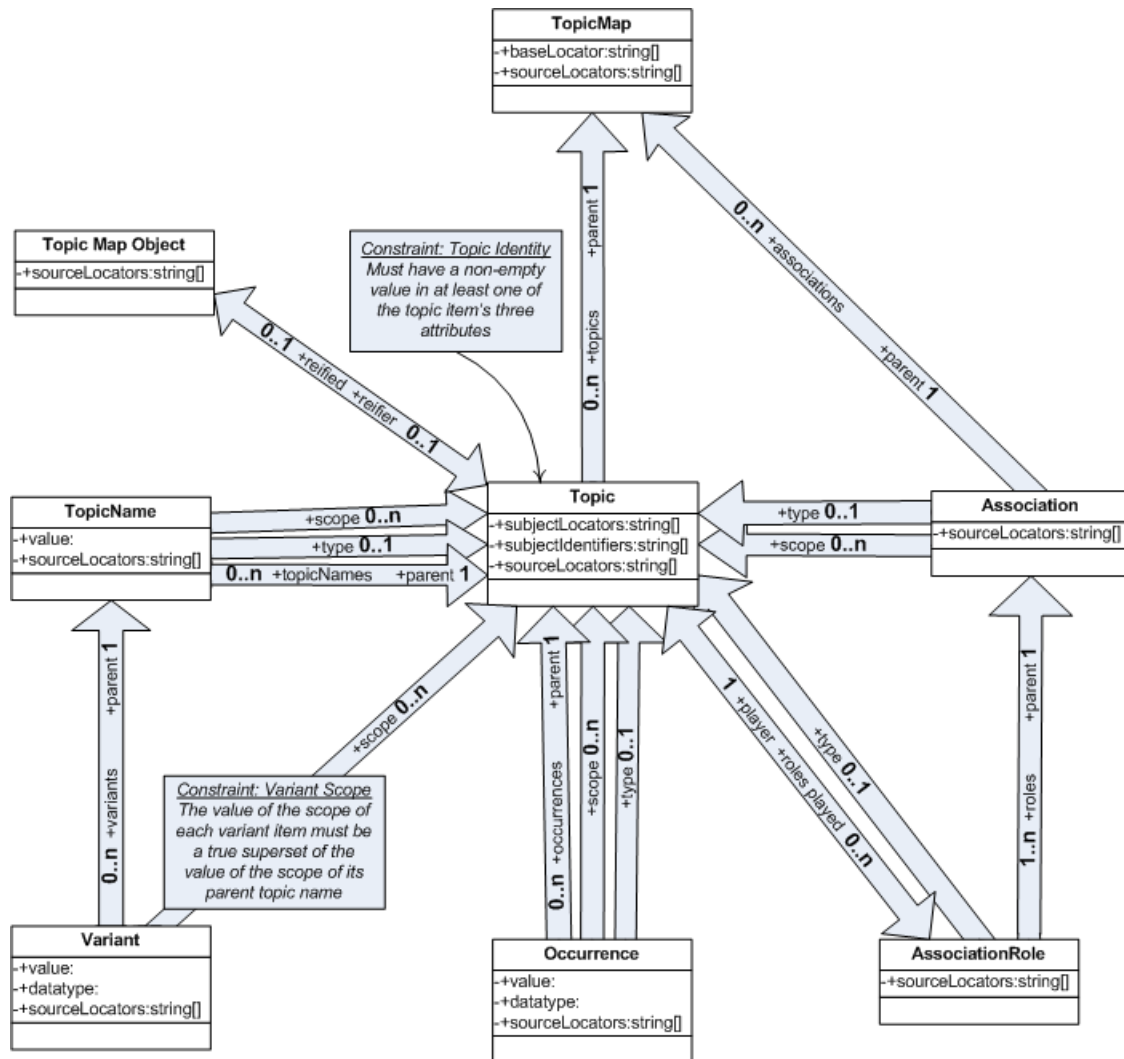 TopicMap
-+baseLocator:string[]
-+sourceLocators:string[]
0..n +topics +parent 1
0..n +associations +parent 1
Topic Map Object
-+sourceLocators:string[]
Constraint: Topic Identity
Must have a non-empty
value in at least one of
the topic item's three
attributes
0..1 +reified +reifier 0..1
TopicName
-+value:
-+sourceLocators:string[]
+scope 0..n
+type 0..1
0..n +topicNames +parent 1
Topic
-+subjectLocators:string[]
-+subjectIdentifiers:string[]
-+sourceLocators:string[]
+type 0..1
+scope 0..n
Association
-+sourceLocators:string[]
0..n +variants +parent 1
+scope 0..n
Constraint: Variant Scope
The value of the scope of
each variant item must be
a true superset of the
value of the scope of its
parent topic name
0..n +occurrences +parent 1
+scope 0..n
+type 0..1
1 +player +roles played 0..n
+type 0..1
1..n +roles +parent 1
Variant
-+value:
-+datatype:
-+sourceLocators:string[]
Occurrence
-+value:
-+datatype:
-+sourceLocators:string[]
AssociationRole
-+sourceLocators:string[]